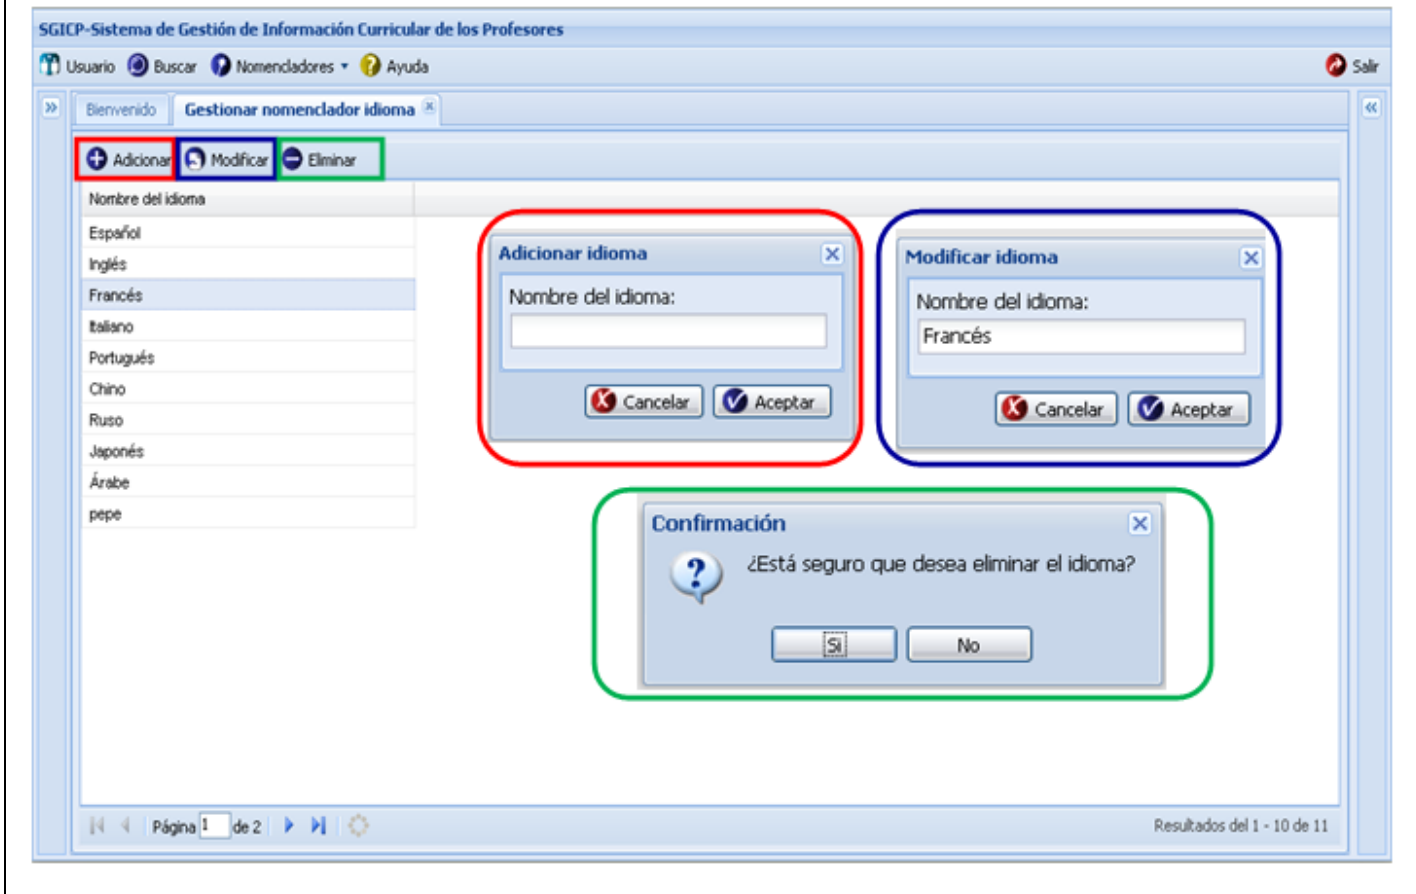 SGICP-Sistema de Gestión de Información Curricular de los Profesores
Usuario Buscar Nomencladores Ayuda Salir
Bienvenido Gestionar nomenclador idioma
Adicionar Modificar Eliminar
Nombre del idioma
Español
Inglés
Francés
Italiano
Portugués
Chino
Ruso
Japonés
Árabe
pepe
Adicionar idioma
Nombre del idioma:
Cancelar Aceptar
Modificar idioma
Nombre del idioma:
Francés
Cancelar Aceptar
Confirmación
¿Está seguro que desea eliminar el idioma?
Si No
Página 1 de 2 Resultados del 1 - 10 de 11